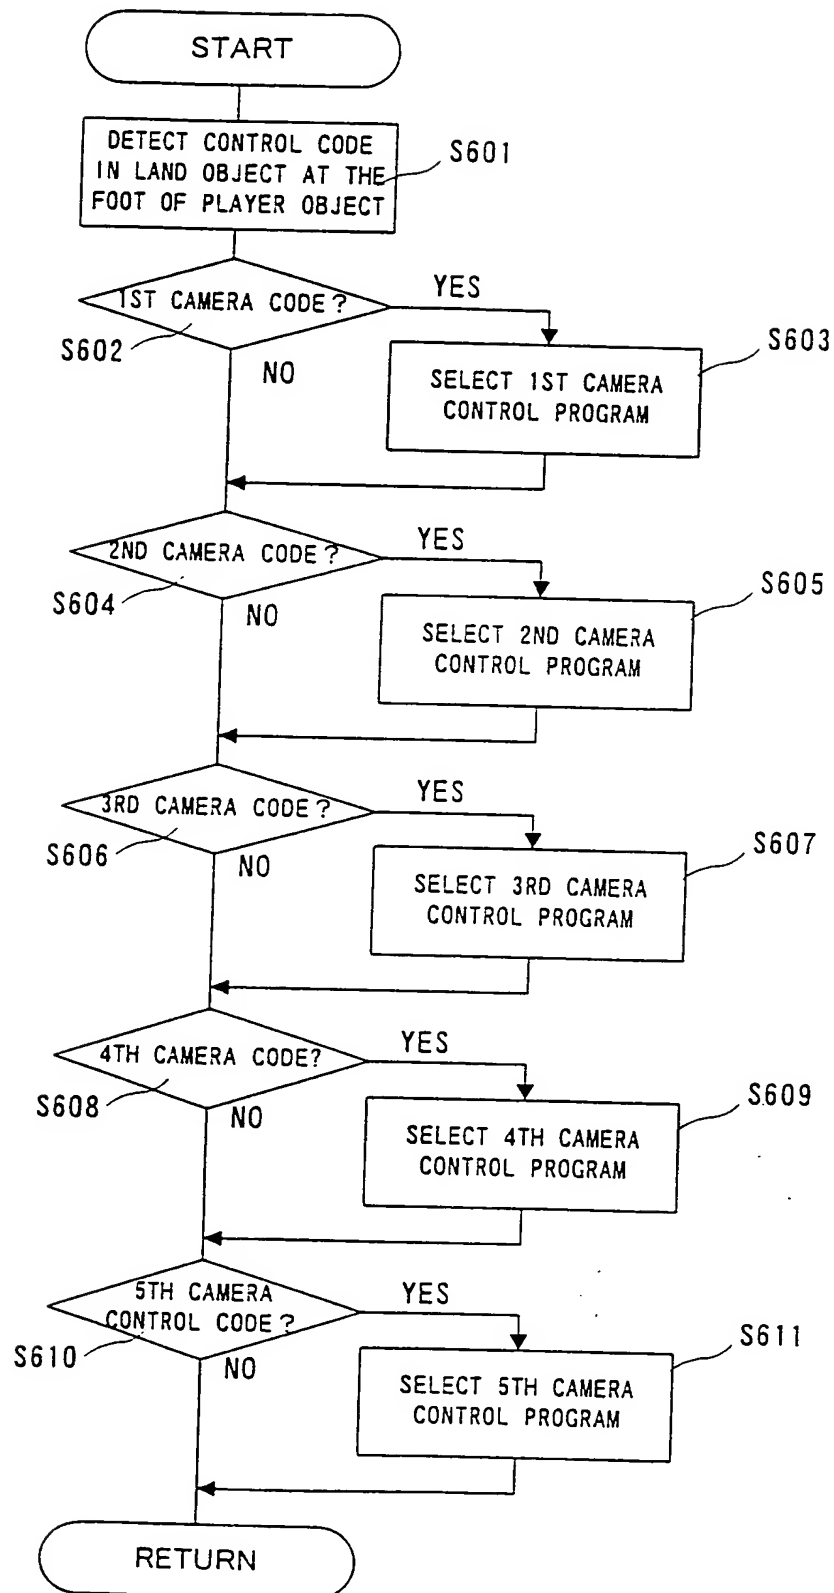 START
DETECT CONTROL CODE
IN LAND OBJECT AT THE
FOOT OF PLAYER OBJECT
S601
1ST CAMERA CODE?
YES
S602
NO
S603
SELECT 1ST CAMERA
CONTROL PROGRAM
2ND CAMERA CODE?
YES
S604
NO
S605
SELECT 2ND CAMERA
CONTROL PROGRAM
3RD CAMERA CODE?
YES
S606
NO
S607
SELECT 3RD CAMERA
CONTROL PROGRAM
4TH CAMERA CODE?
YES
S608
NO
S609
SELECT 4TH CAMERA
CONTROL PROGRAM
5TH CAMERA
CONTROL CODE?
YES
S610
NO
S611
SELECT 5TH CAMERA
CONTROL PROGRAM
RETURN